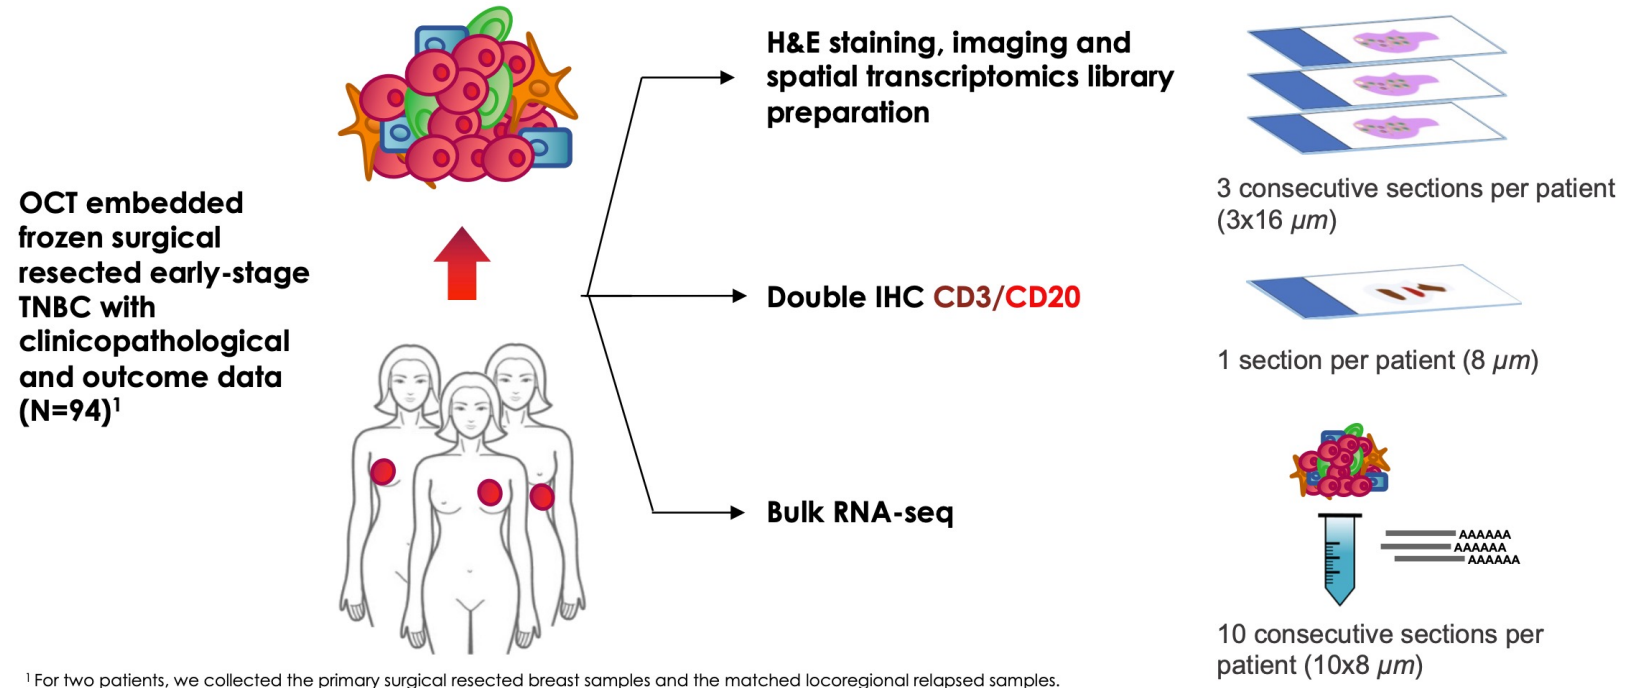 OCT embedded
frozen surgical
resected early-stage
TNBC with
clinicopathological
and outcome data
(N=94)¹
H&E staining, imaging and
spatial transcriptomics library
preparation
3 consecutive sections per patient
(3x16 µm)
Double IHC CD3/CD20
1 section per patient (8 µm)
Bulk RNA-seq
AAAAAA
AAAAAA
AAAAAA
10 consecutive sections per
patient (10x8 µm)
¹ For two patients, we collected the primary surgical resected breast samples and the matched locoregional relapsed samples.